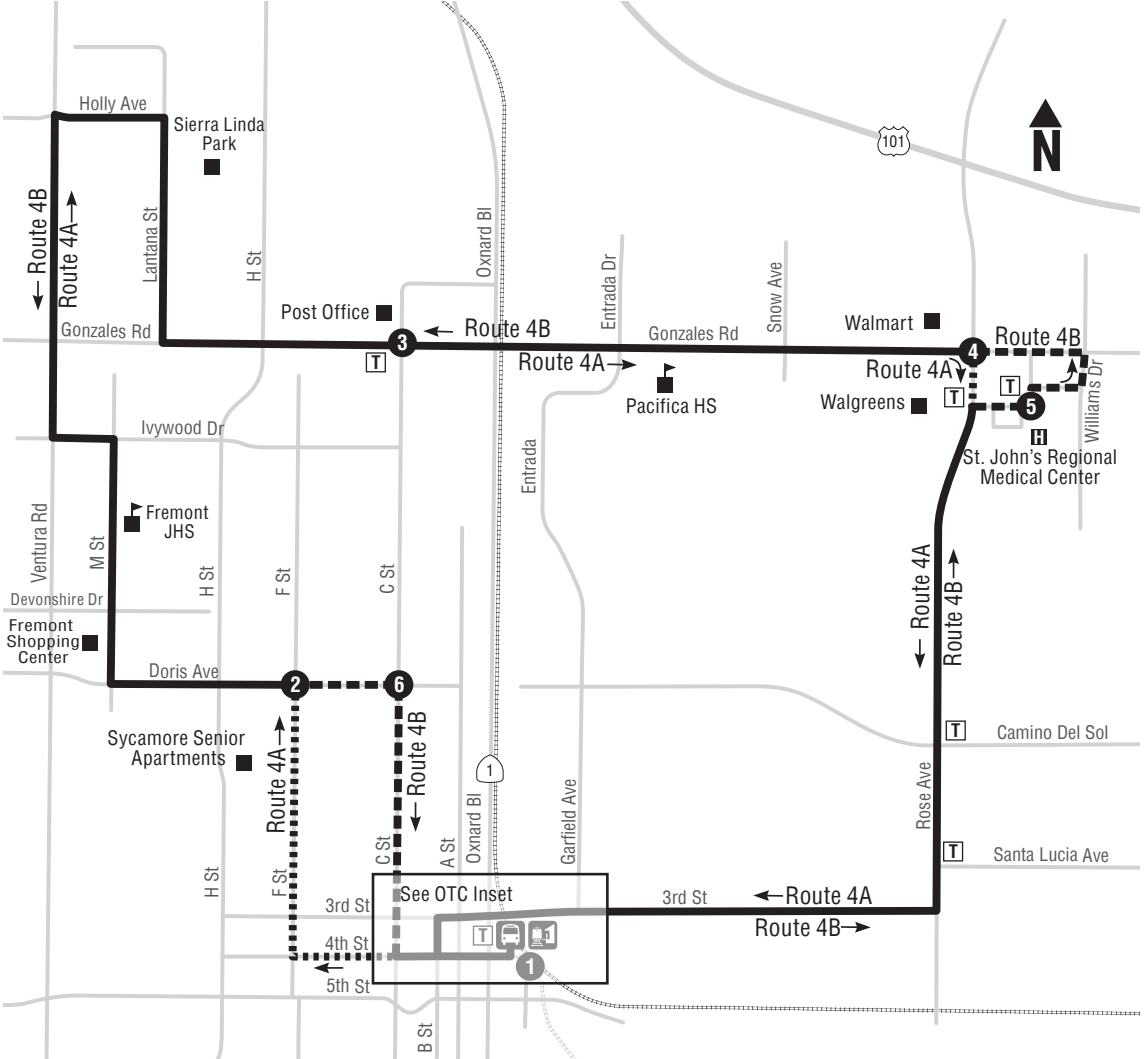 Holly Ave
Sierra Linda
Park
101
N
Route 4B
Route 4A
Lantana St
H St
Oxnard Bl
Entrada Dr
Snow Ave
Post Office
Gonzales Rd
3
Route 4B
Route 4A
T
Gonzales Rd
Walmart
4
Route 4B
Route 4A
T
T
5
Williams Dr
Pacifica HS
Walgreens
H
St. John's Regional
Medical Center
Ivywood Dr
Entrada
Fremont
JHS
Ventura Rd
M St
H St
F St
C St
Route 4A
Route 4B
Devonshire Dr
Fremont
Shopping
Center
Doris Ave
2
6
Sycamore Senior
Apartments
Route 4A
Route 4B
1
T
Camino Del Sol
Rose Ave
H St
F St
C St
A St
Oxnard Bl
Garfield Ave
T
Santa Lucia Ave
See OTC Inset
3rd St
3rd St
Route 4A
Route 4B
T
4th St
1
5th St
B St